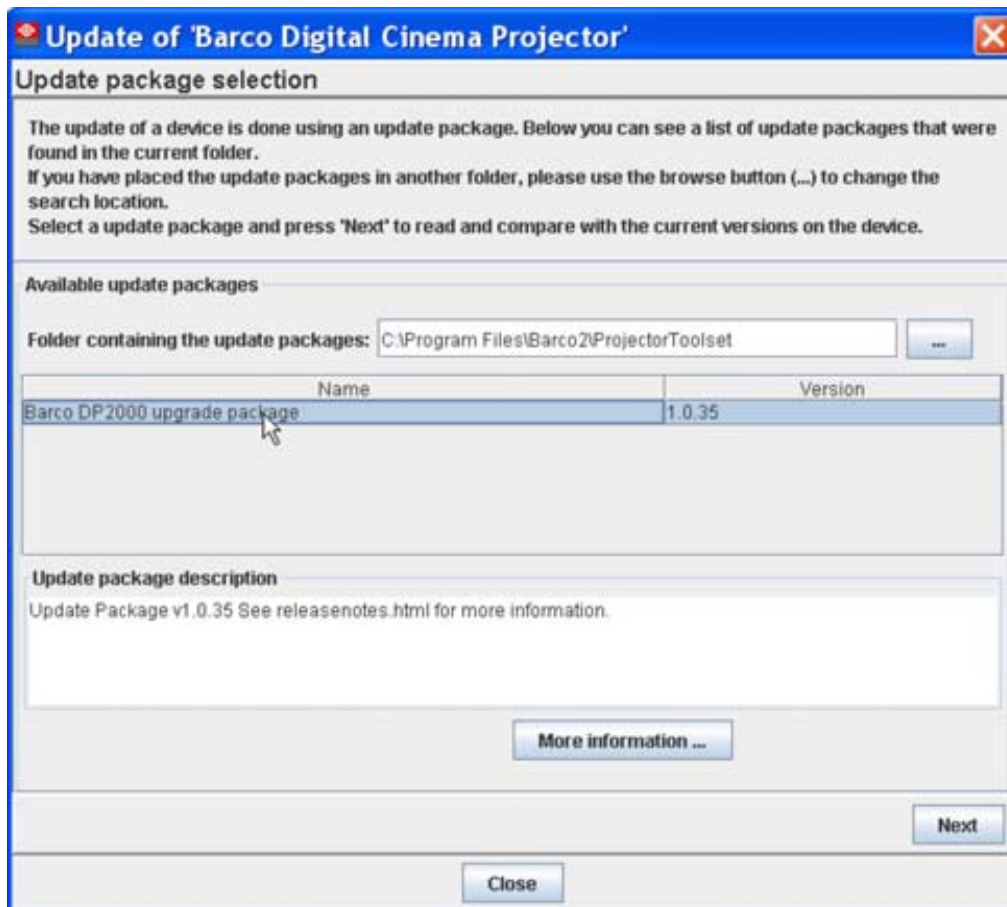 Update of 'Barco Digital Cinema Projector'
Update package selection
The update of a device is done using an update package. Below you can see a list of update packages that were
found in the current folder.
If you have placed the update packages in another folder, please use the browse button (...) to change the
search location.
Select a update package and press 'Next' to read and compare with the current versions on the device.
Available update packages
Folder containing the update packages: C:\Program Files\Barco2\ProjectorToolset ...
Name Version
Barco DP2000 upgrade package 1.0.35
Update package description
Update Package v1.0.35 See releasenotes.html for more information.
More information ...
Next
Close